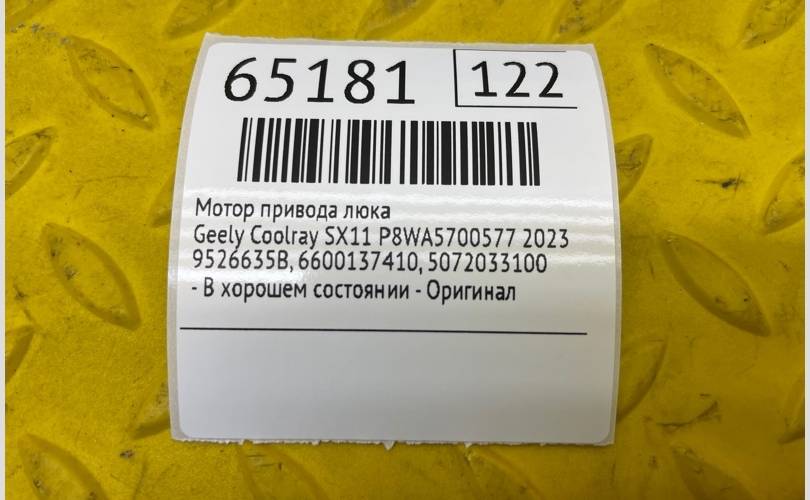 65181 122
Мотор привода люка
Geely Coolray SX11 P8WA5700577 2023
9526635B, 6600137410, 5072033100
- В хорошем состоянии - Оригинал